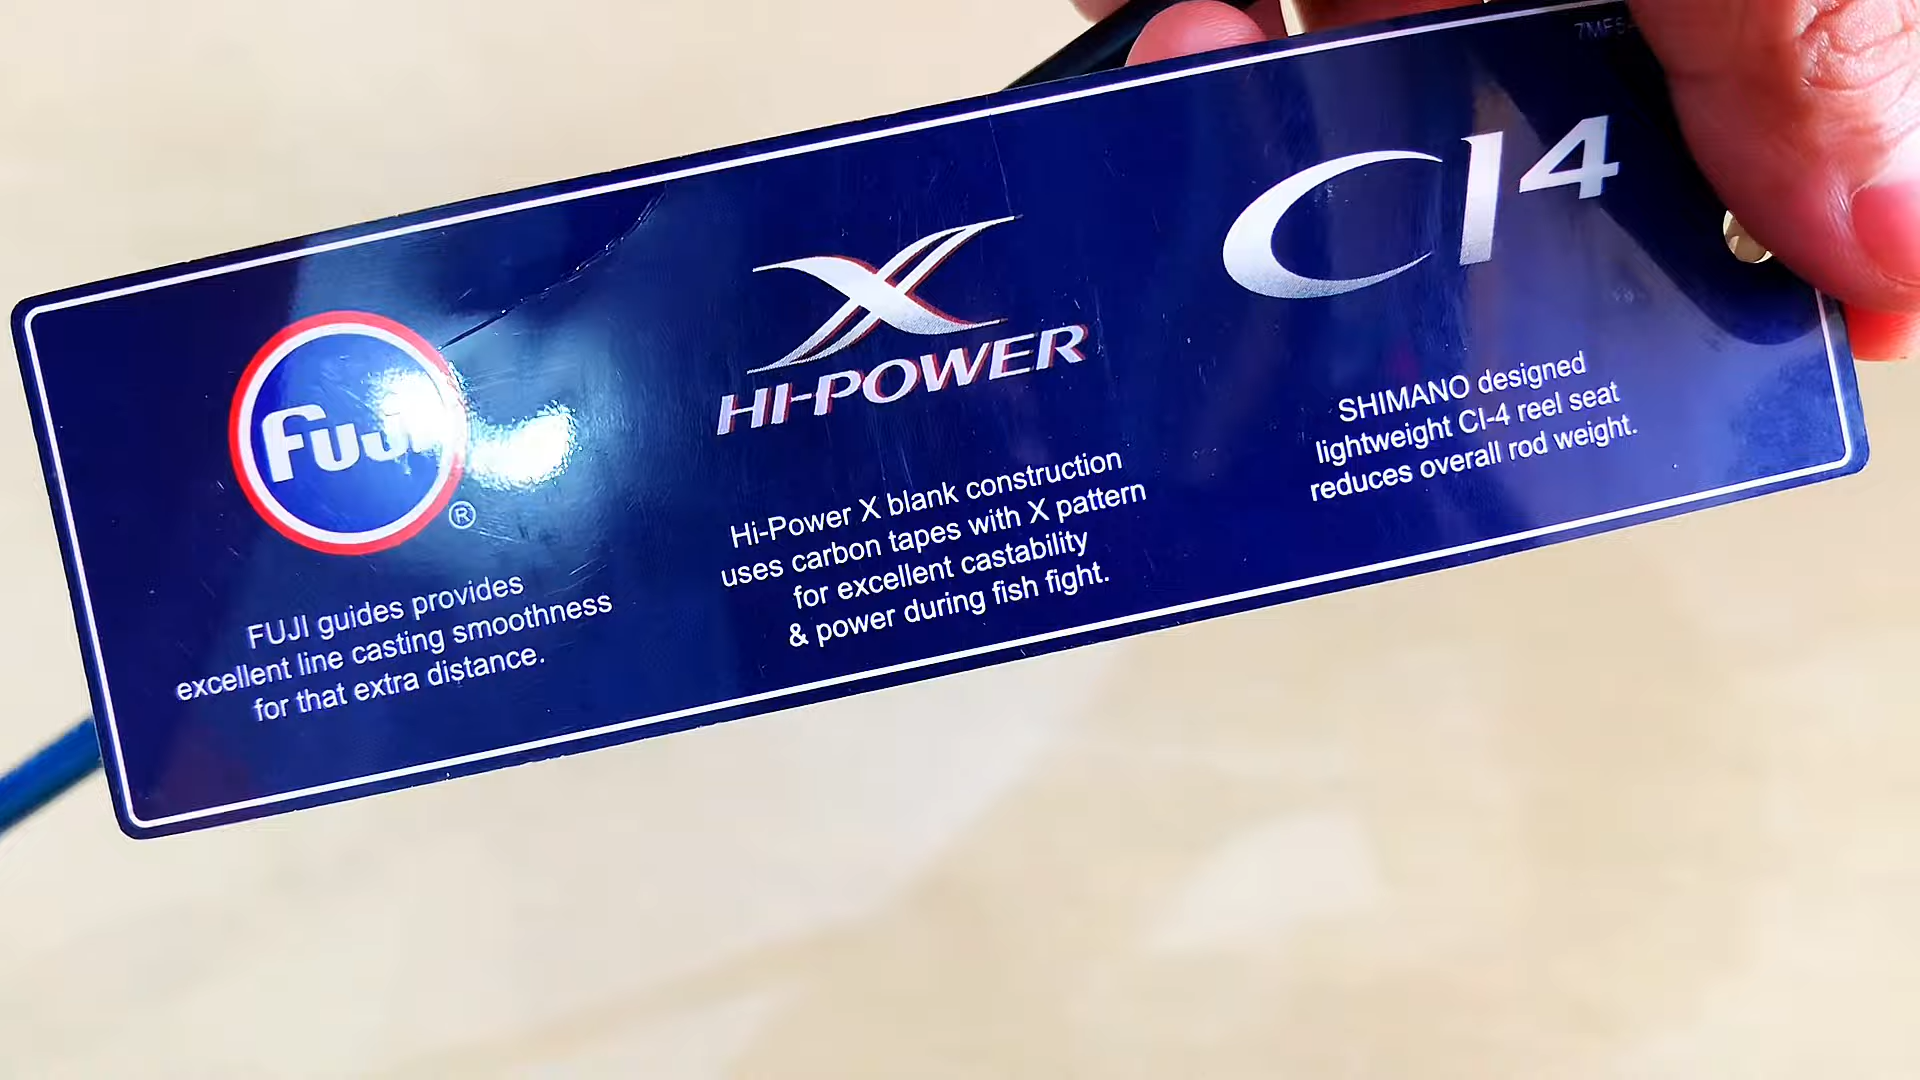 FUJI
®
FUJI guides provides
excellent line casting smoothness
for that extra distance.
X
HI-POWER
Hi-Power X blank construction
uses carbon tapes with X pattern
for excellent castability
& power during fish fight.
CI4
SHIMANO designed
lightweight CI-4 reel seat
reduces overall rod weight.